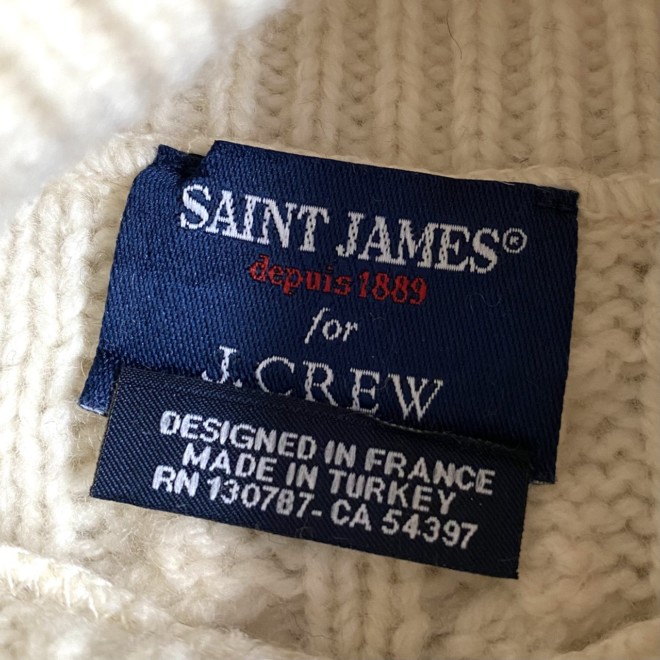 SAINT JAMES®
depuis 1889
for
J.CREW
DESIGNED IN FRANCE
MADE IN TURKEY
RN 130787- CA 54397